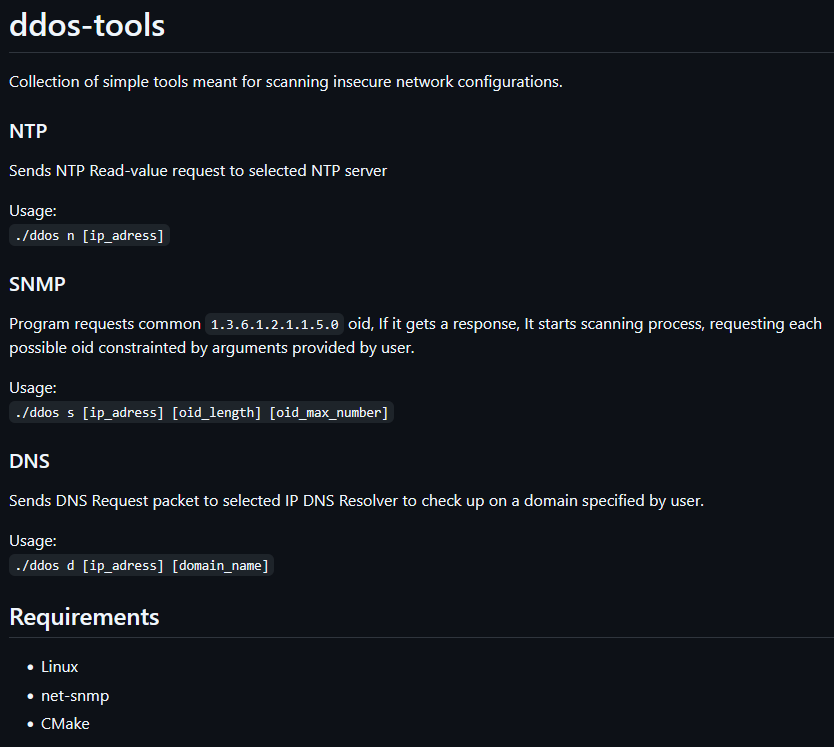 ddos-tools
Collection of simple tools meant for scanning insecure network configurations.
NTP
Sends NTP Read-value request to selected NTP server
Usage:
./ddos n [ip_adress]
SNMP
Program requests common 1.3.6.1.2.1.1.5.0 oid, If it gets a response, It starts scanning process, requesting each
possible oid constrainted by arguments provided by user.
Usage:
./ddos s [ip_adress] [oid_length] [oid_max_number]
DNS
Sends DNS Request packet to selected IP DNS Resolver to check up on a domain specified by user.
Usage:
./ddos d [ip_adress] [domain_name]
Requirements
• Linux
• net-snmp
• CMake